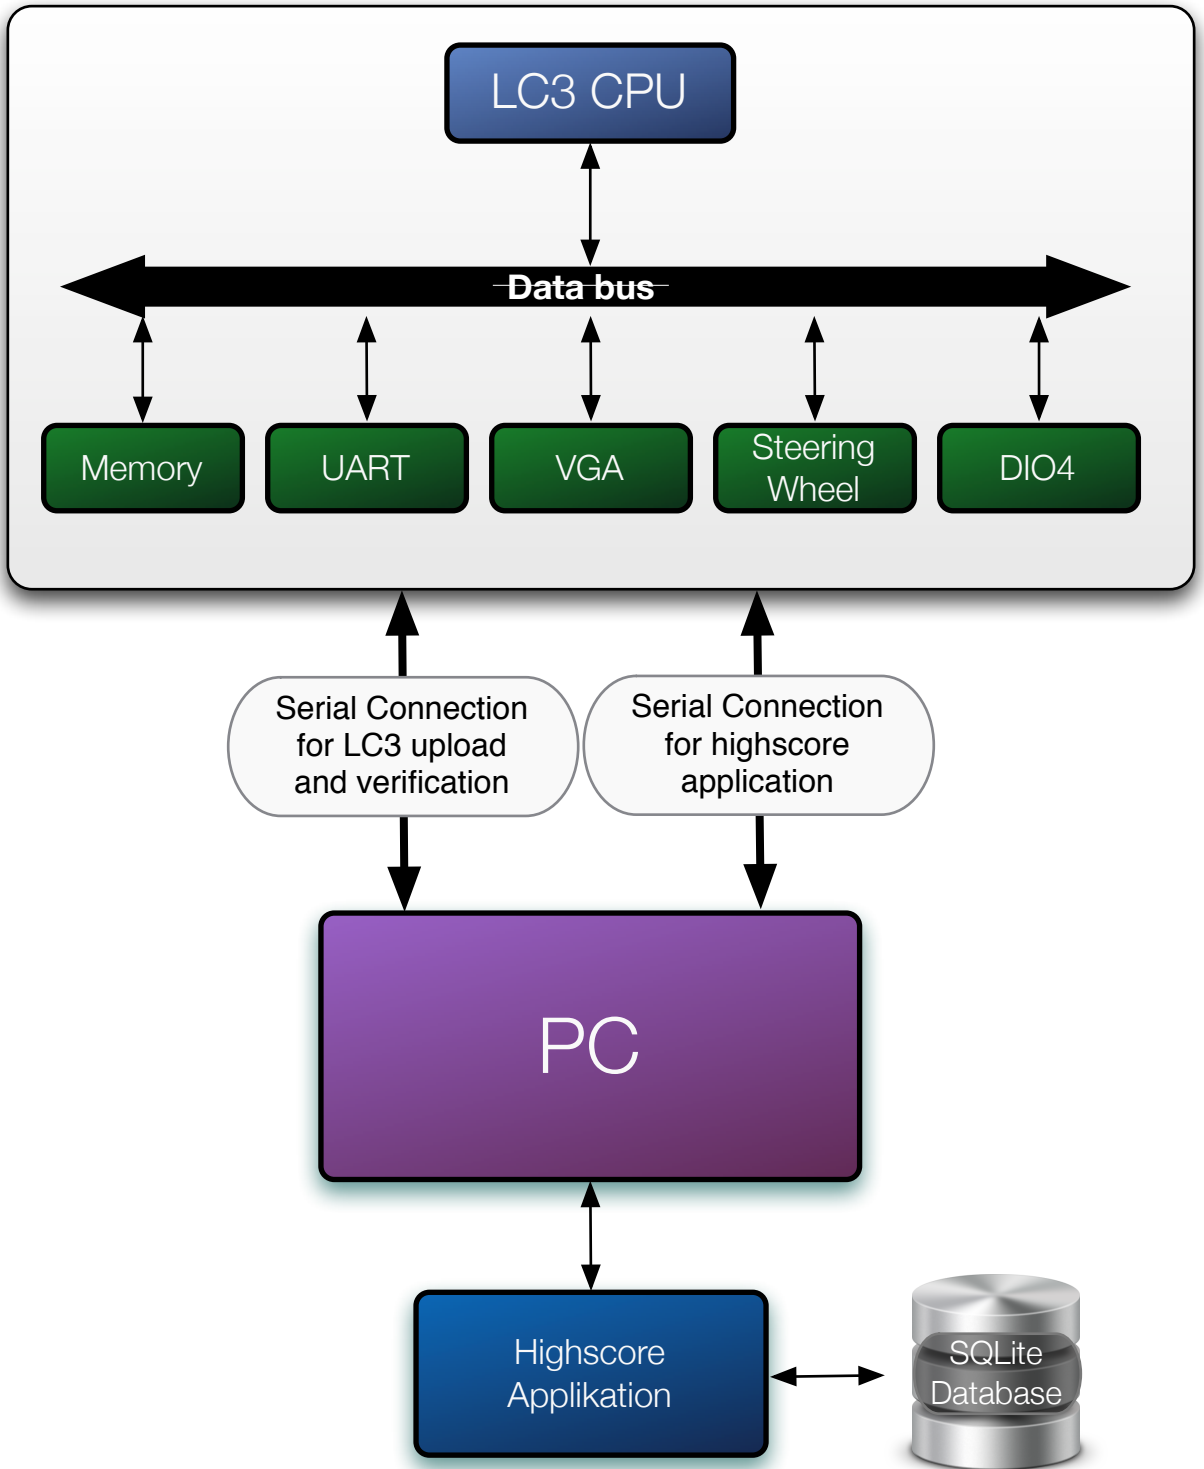 LC3 CPU
Data bus
Memory
UART
VGA
Steering
Wheel
DIO4
Serial Connection
for LC3 upload
and verification
Serial Connection
for highscore
application
PC
Highscore
Applikation
SQLite
Database